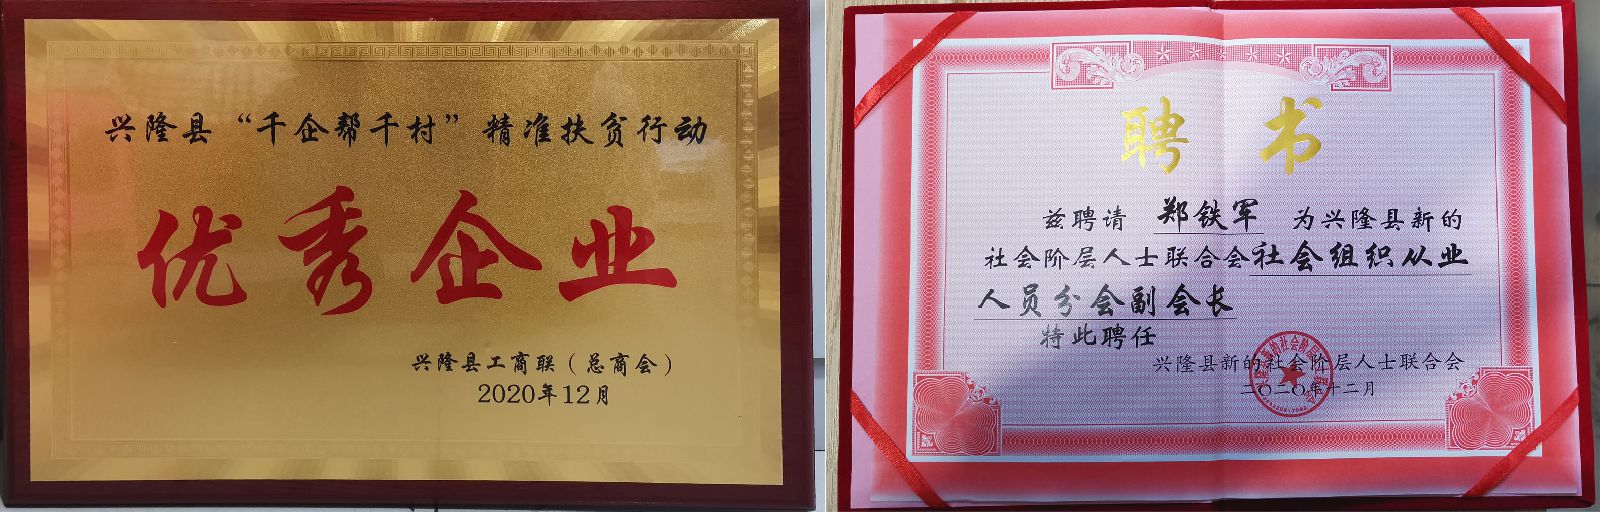 兴隆县“千企帮千村”精准扶贫行动
优秀企业
兴隆县工商联（总商会）
2020年12月
聘书
兹聘请 郑铁军 为兴隆县新的
社会阶层人士联合会社会组织从业
人员分会副会长
特此聘任
兴隆县新的社会阶层人士联合会
二〇二〇年十二月